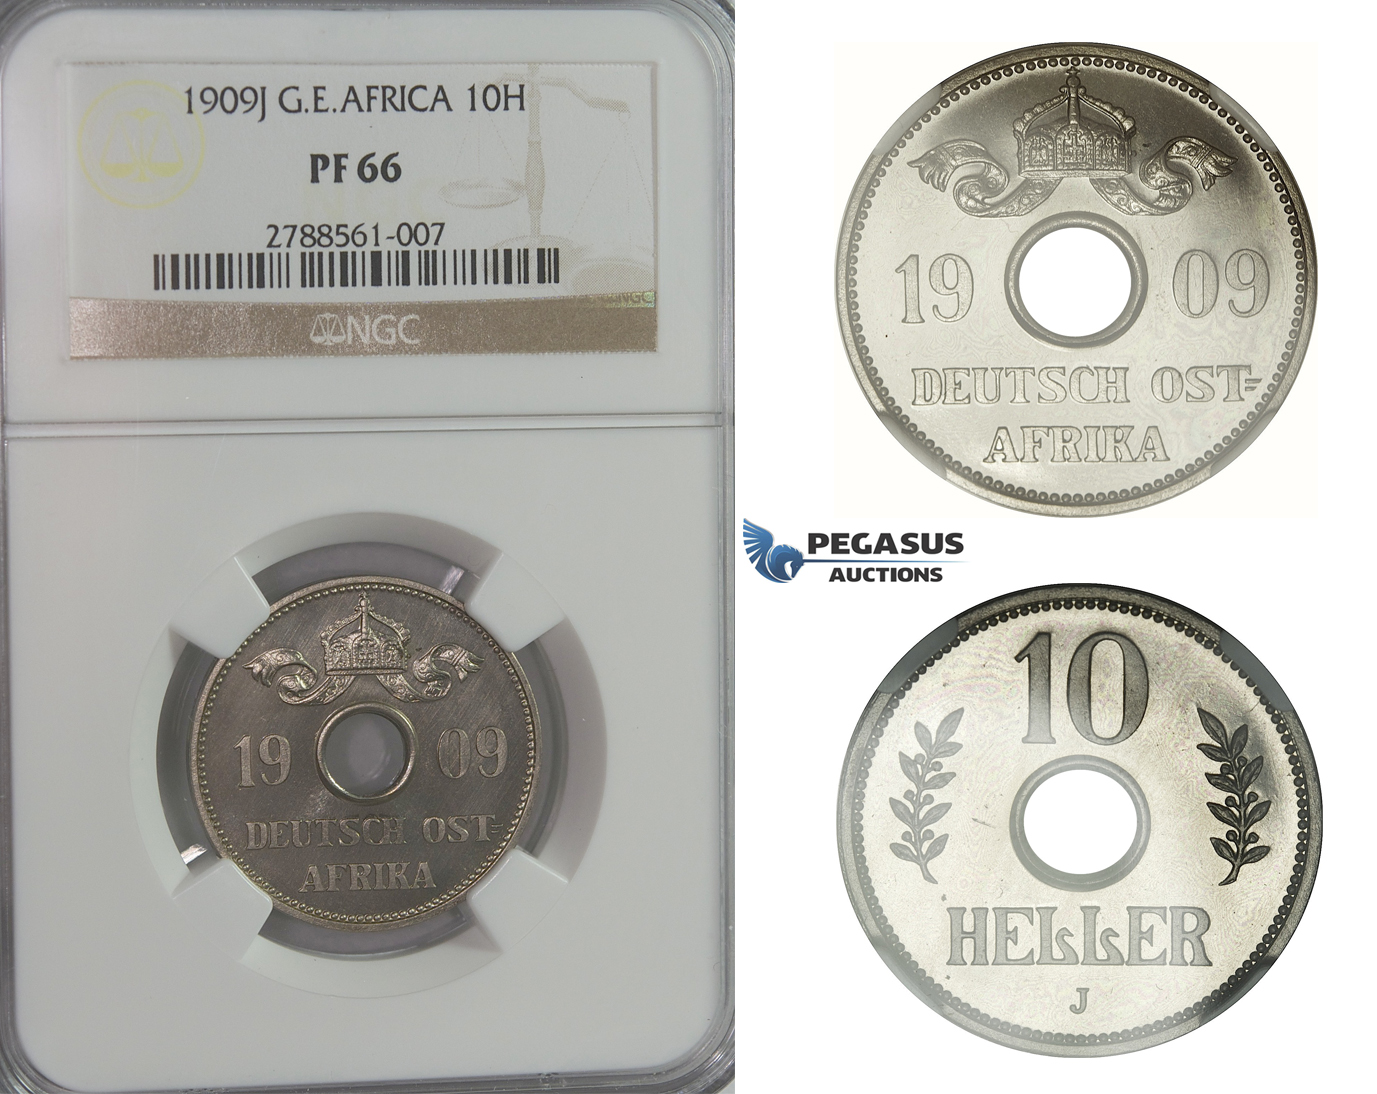 1909J G.E.AFRICA 10H
PF 66
2788561-007
NGC
NGC
19 09
DEUTSCH OST=
AFRIKA
19 09
DEUTSCH OST=
AFRIKA
PEGASUS
AUCTIONS
10
HELLER
J